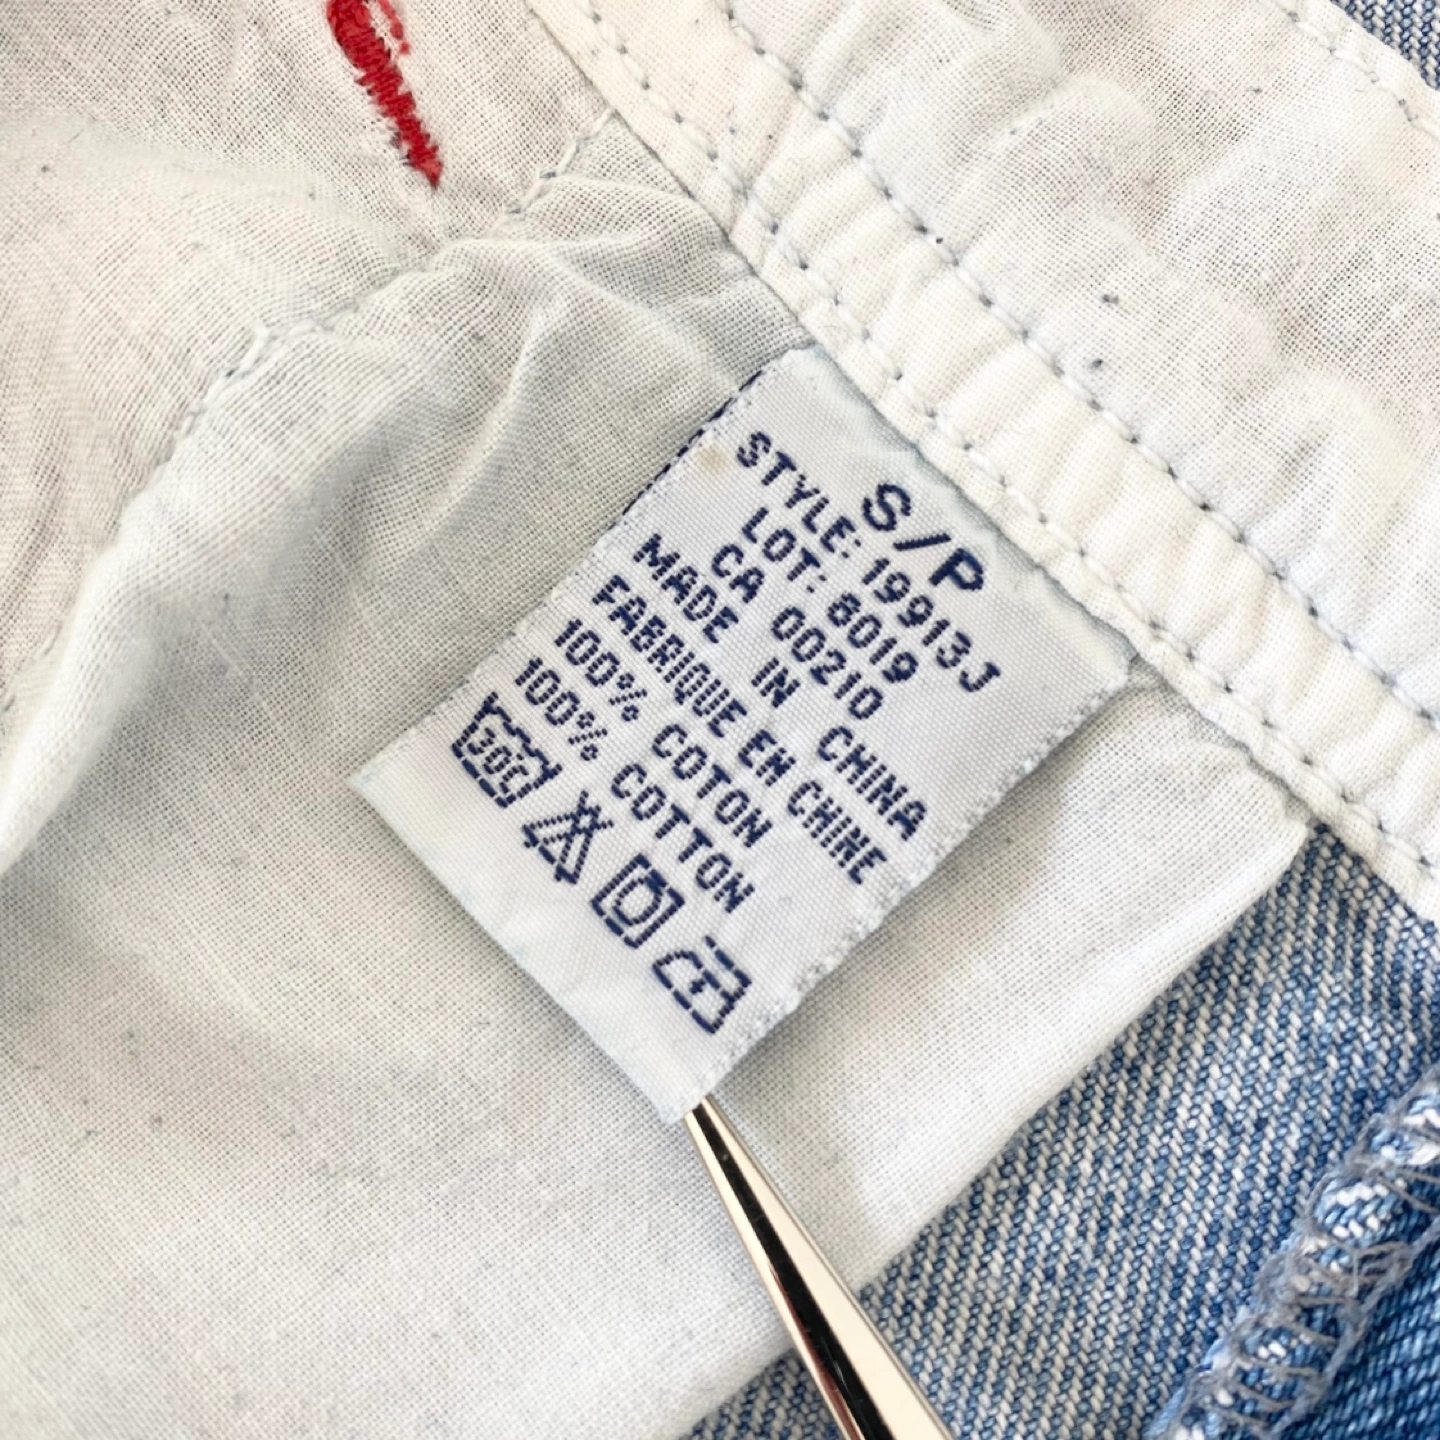 S/P
STYLE: 19913J
LOT: 8019
CA 00210
MADE IN CHINA
FABRIQUE EN CHINE
100% COTON
100% COTTON
30C